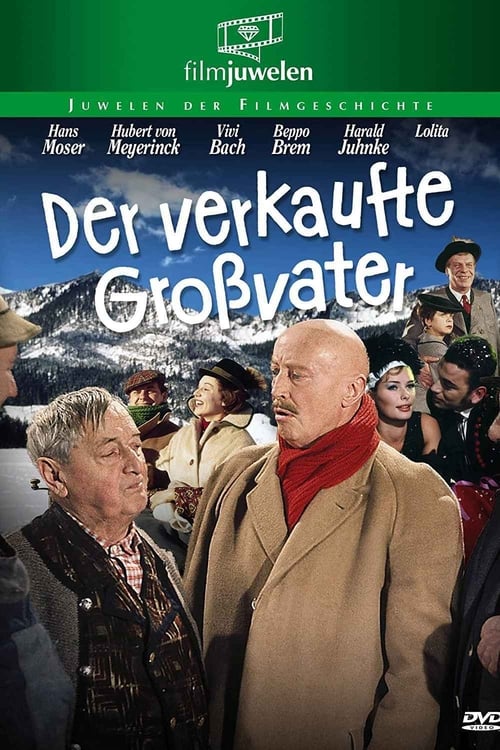 filmjuwelen
JUWELEN DER FILMGESCHICHTE
Hans Hubert von Vivi Beppo Harald Lolita
Moser Meyerinck Bach Brem Juhnke
Der verkaufte
Großvater
DVD
VIDEO